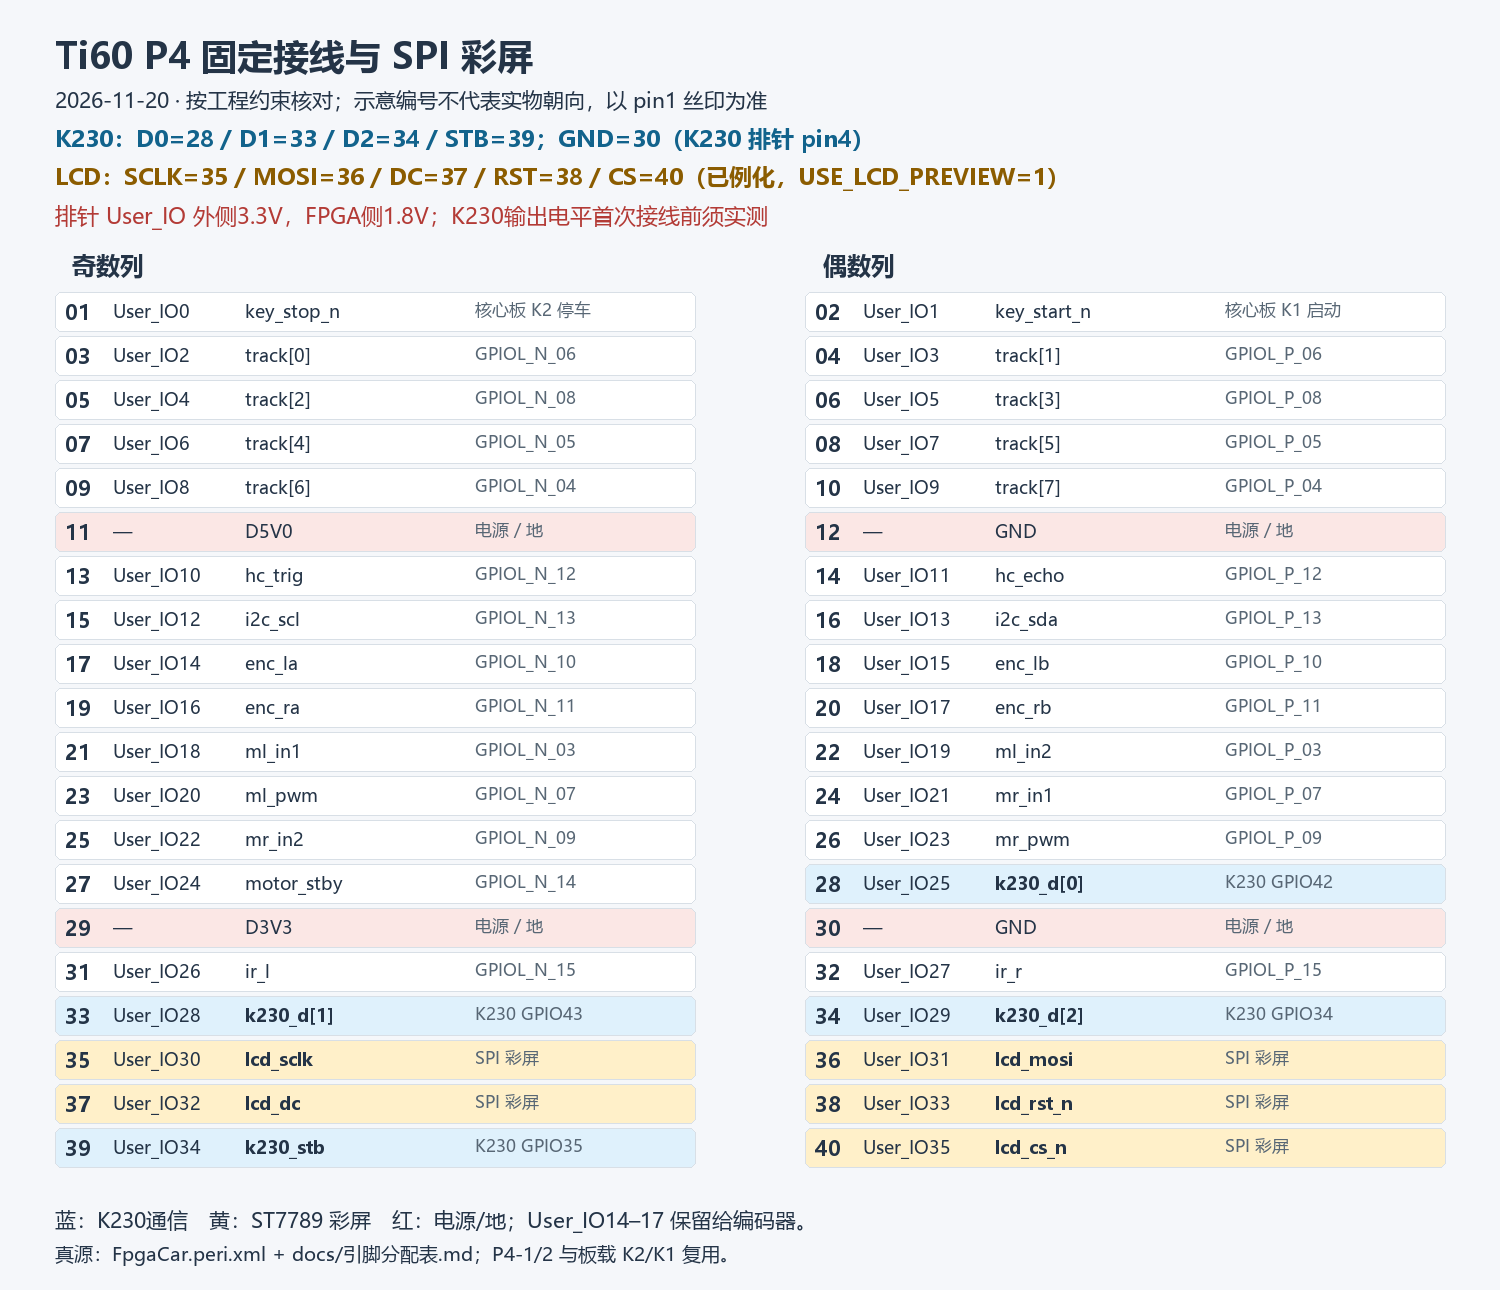 Ti60 P4 固定接线与 SPI 彩屏
2026-11-20 · 按工程约束核对；示意编号不代表实物朝向，以 pin1 丝印为准
K230：D0=28 / D1=33 / D2=34 / STB=39；GND=30（K230 排针 pin4）
LCD：SCLK=35 / MOSI=36 / DC=37 / RST=38 / CS=40（已例化，USE_LCD_PREVIEW=1）
排针 User_IO 外侧3.3V，FPGA侧1.8V；K230输出电平首次接线前须实测
奇数列
01 User_IO0 key_stop_n 核心板 K2 停车
03 User_IO2 track[0] GPIOL_N_06
05 User_IO4 track[2] GPIOL_N_08
07 User_IO6 track[4] GPIOL_N_05
09 User_IO8 track[6] GPIOL_N_04
11 — D5V0 电源 / 地
13 User_IO10 hc_trig GPIOL_N_12
15 User_IO12 i2c_scl GPIOL_N_13
17 User_IO14 enc_la GPIOL_N_10
19 User_IO16 enc_ra GPIOL_N_11
21 User_IO18 ml_in1 GPIOL_N_03
23 User_IO20 ml_pwm GPIOL_N_07
25 User_IO22 mr_in2 GPIOL_N_09
27 User_IO24 motor_stby GPIOL_N_14
29 — D3V3 电源 / 地
31 User_IO26 ir_l GPIOL_N_15
33 User_IO28 k230_d[1] K230 GPIO43
35 User_IO30 lcd_sclk SPI 彩屏
37 User_IO32 lcd_dc SPI 彩屏
39 User_IO34 k230_stb K230 GPIO35
偶数列
02 User_IO1 key_start_n 核心板 K1 启动
04 User_IO3 track[1] GPIOL_P_06
06 User_IO5 track[3] GPIOL_P_08
08 User_IO7 track[5] GPIOL_P_05
10 User_IO9 track[7] GPIOL_P_04
12 — GND 电源 / 地
14 User_IO11 hc_echo GPIOL_P_12
16 User_IO13 i2c_sda GPIOL_P_13
18 User_IO15 enc_lb GPIOL_P_10
20 User_IO17 enc_rb GPIOL_P_11
22 User_IO19 ml_in2 GPIOL_P_03
24 User_IO21 mr_in1 GPIOL_P_07
26 User_IO23 mr_pwm GPIOL_P_09
28 User_IO25 k230_d[0] K230 GPIO42
30 — GND 电源 / 地
32 User_IO27 ir_r GPIOL_P_15
34 User_IO29 k230_d[2] K230 GPIO34
36 User_IO31 lcd_mosi SPI 彩屏
38 User_IO33 lcd_rst_n SPI 彩屏
40 User_IO35 lcd_cs_n SPI 彩屏
蓝：K230通信　黄：ST7789 彩屏　红：电源/地；User_IO14–17 保留给编码器。
真源：FpgaCar.peri.xml + docs/引脚分配表.md；P4-1/2 与板载 K2/K1 复用。